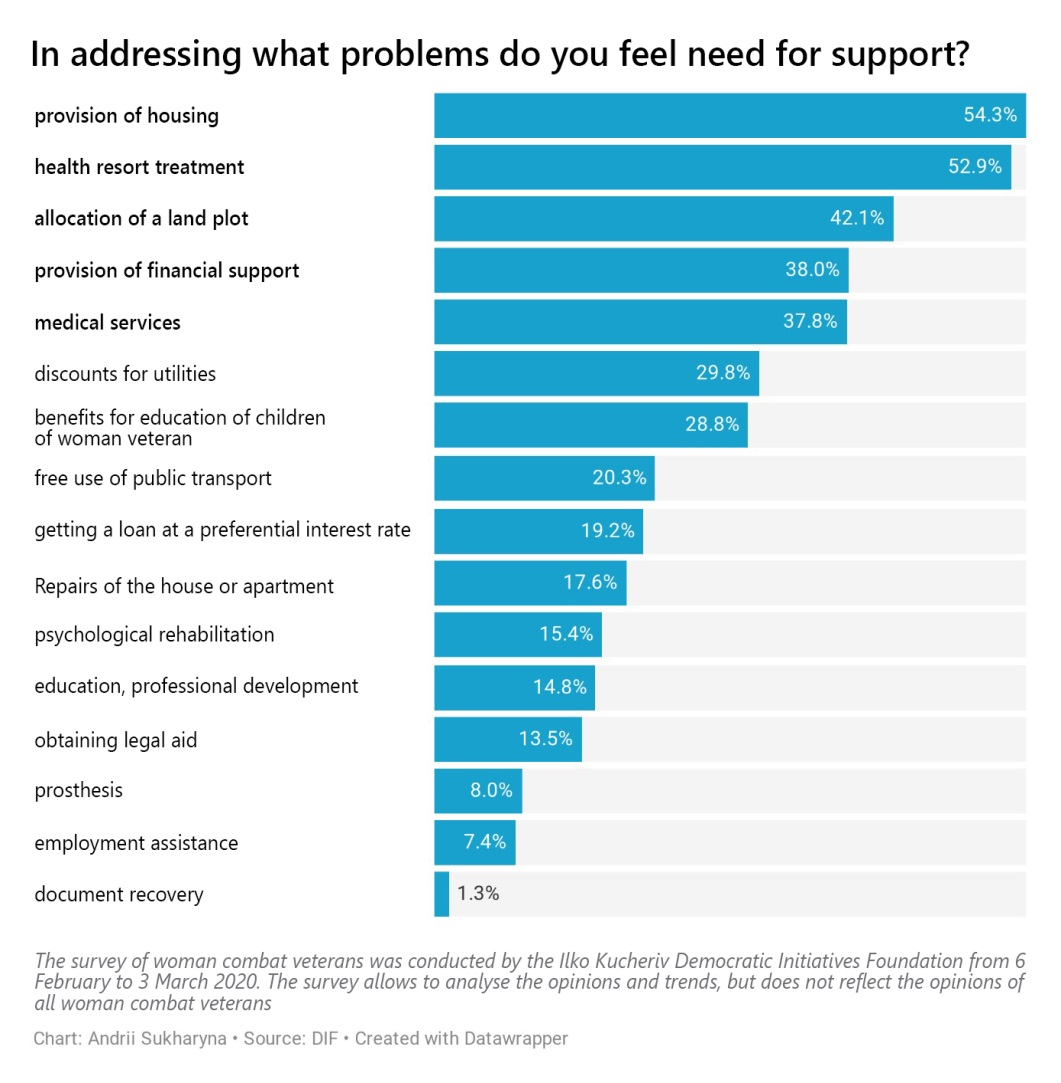 In addressing what problems do you feel need for support?
provision of housing 54.3%
health resort treatment 52.9%
allocation of a land plot 42.1%
provision of financial support 38.0%
medical services 37.8%
discounts for utilities 29.8%
benefits for education of children
of woman veteran 28.8%
free use of public transport 20.3%
getting a loan at a preferential interest rate 19.2%
Repairs of the house or apartment 17.6%
psychological rehabilitation 15.4%
education, professional development 14.8%
obtaining legal aid 13.5%
prosthesis 8.0%
employment assistance 7.4%
document recovery 1.3%
The survey of woman combat veterans was conducted by the Ilko Kucheriv Democratic Initiatives Foundation from 6
February to 3 March 2020. The survey allows to analyse the opinions and trends, but does not reflect the opinions of
all woman combat veterans
Chart: Andrii Sukharyna • Source: DIF • Created with Datawrapper